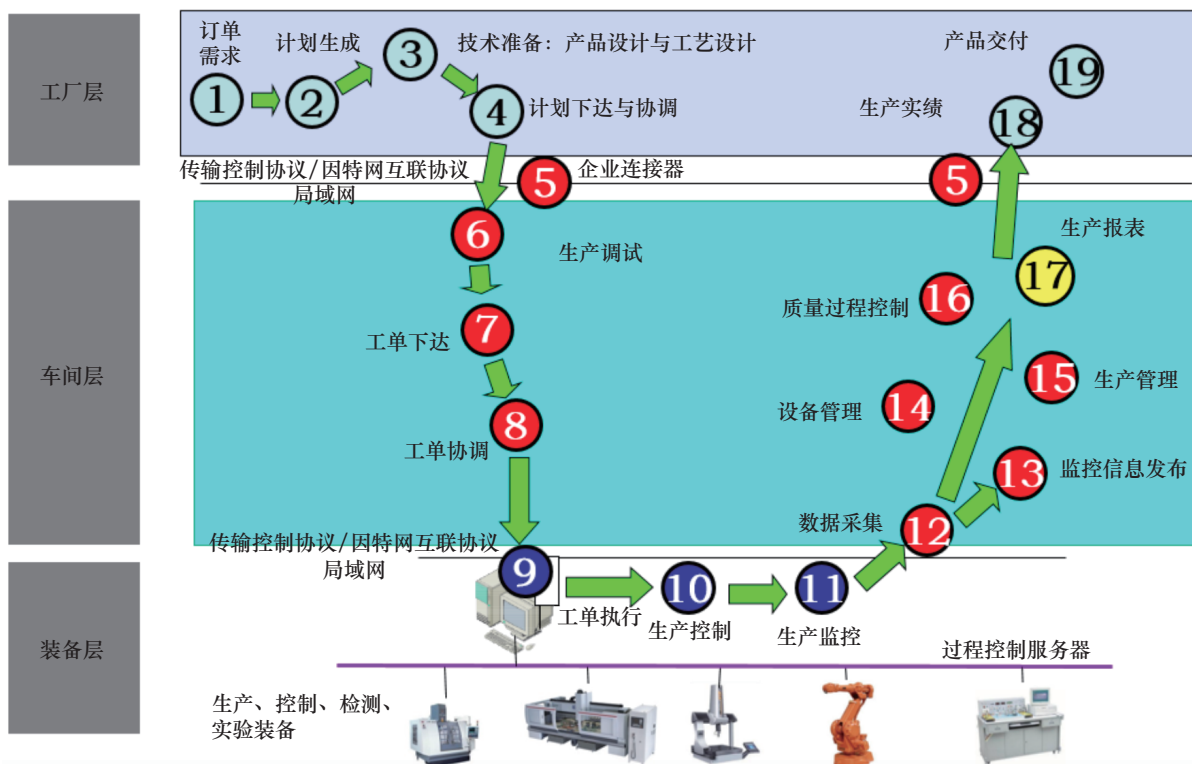 工厂层
订单
需求
计划生成
技术准备：产品设计与工艺设计
产品交付
1
2
3
4
计划下达与协调
生产实绩
18
19
传输控制协议/因特网互联协议
局域网
5
企业连接器
5
车间层
6
生产调试
生产报表
17
质量过程控制
16
7
工单下达
15
生产管理
设备管理
14
8
工单协调
13
监控信息发布
数据采集
12
传输控制协议/因特网互联协议
局域网
装备层
9
工单执行
10
生产控制
11
生产监控
过程控制服务器
生产、控制、检测、
实验装备